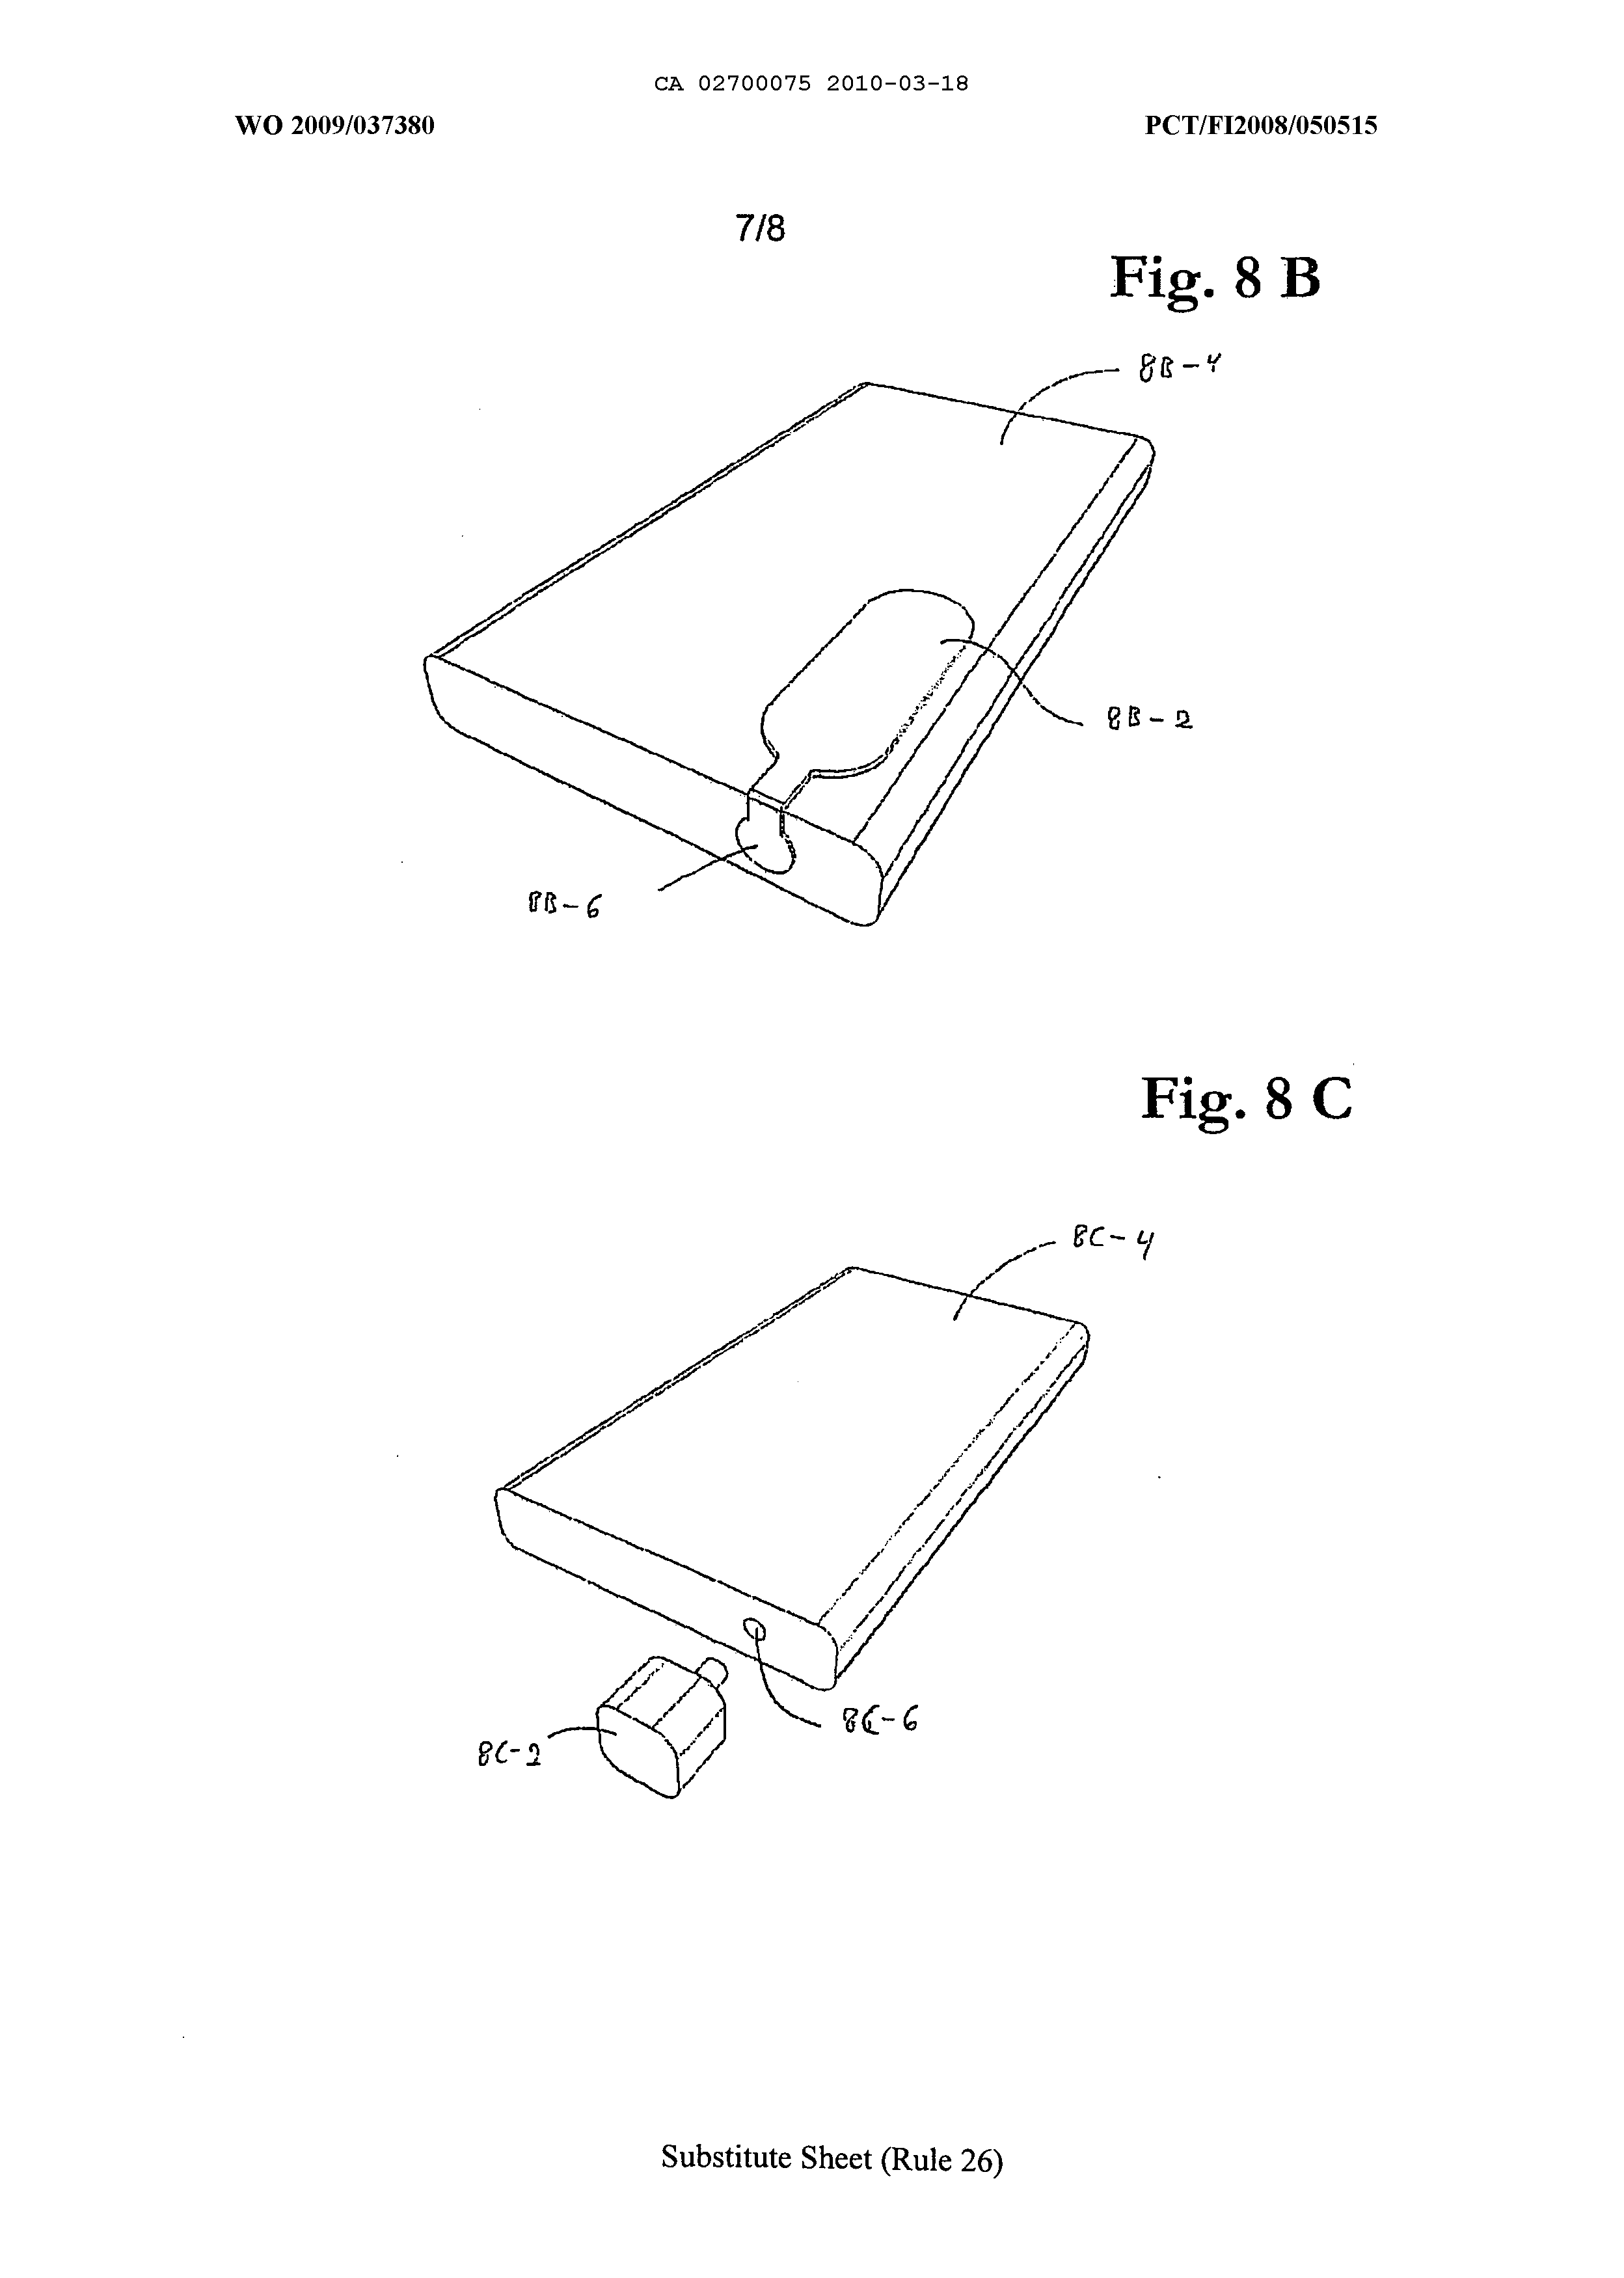 CA 02700075 2010-03-18
WO 2009/037380 PCT/FI2008/050515
7/8
Fig. 8 B
8B-4
8B-2
8B-6
Fig. 8 C
8C-4
8C-6
8C-2
Substitute Sheet (Rule 26)